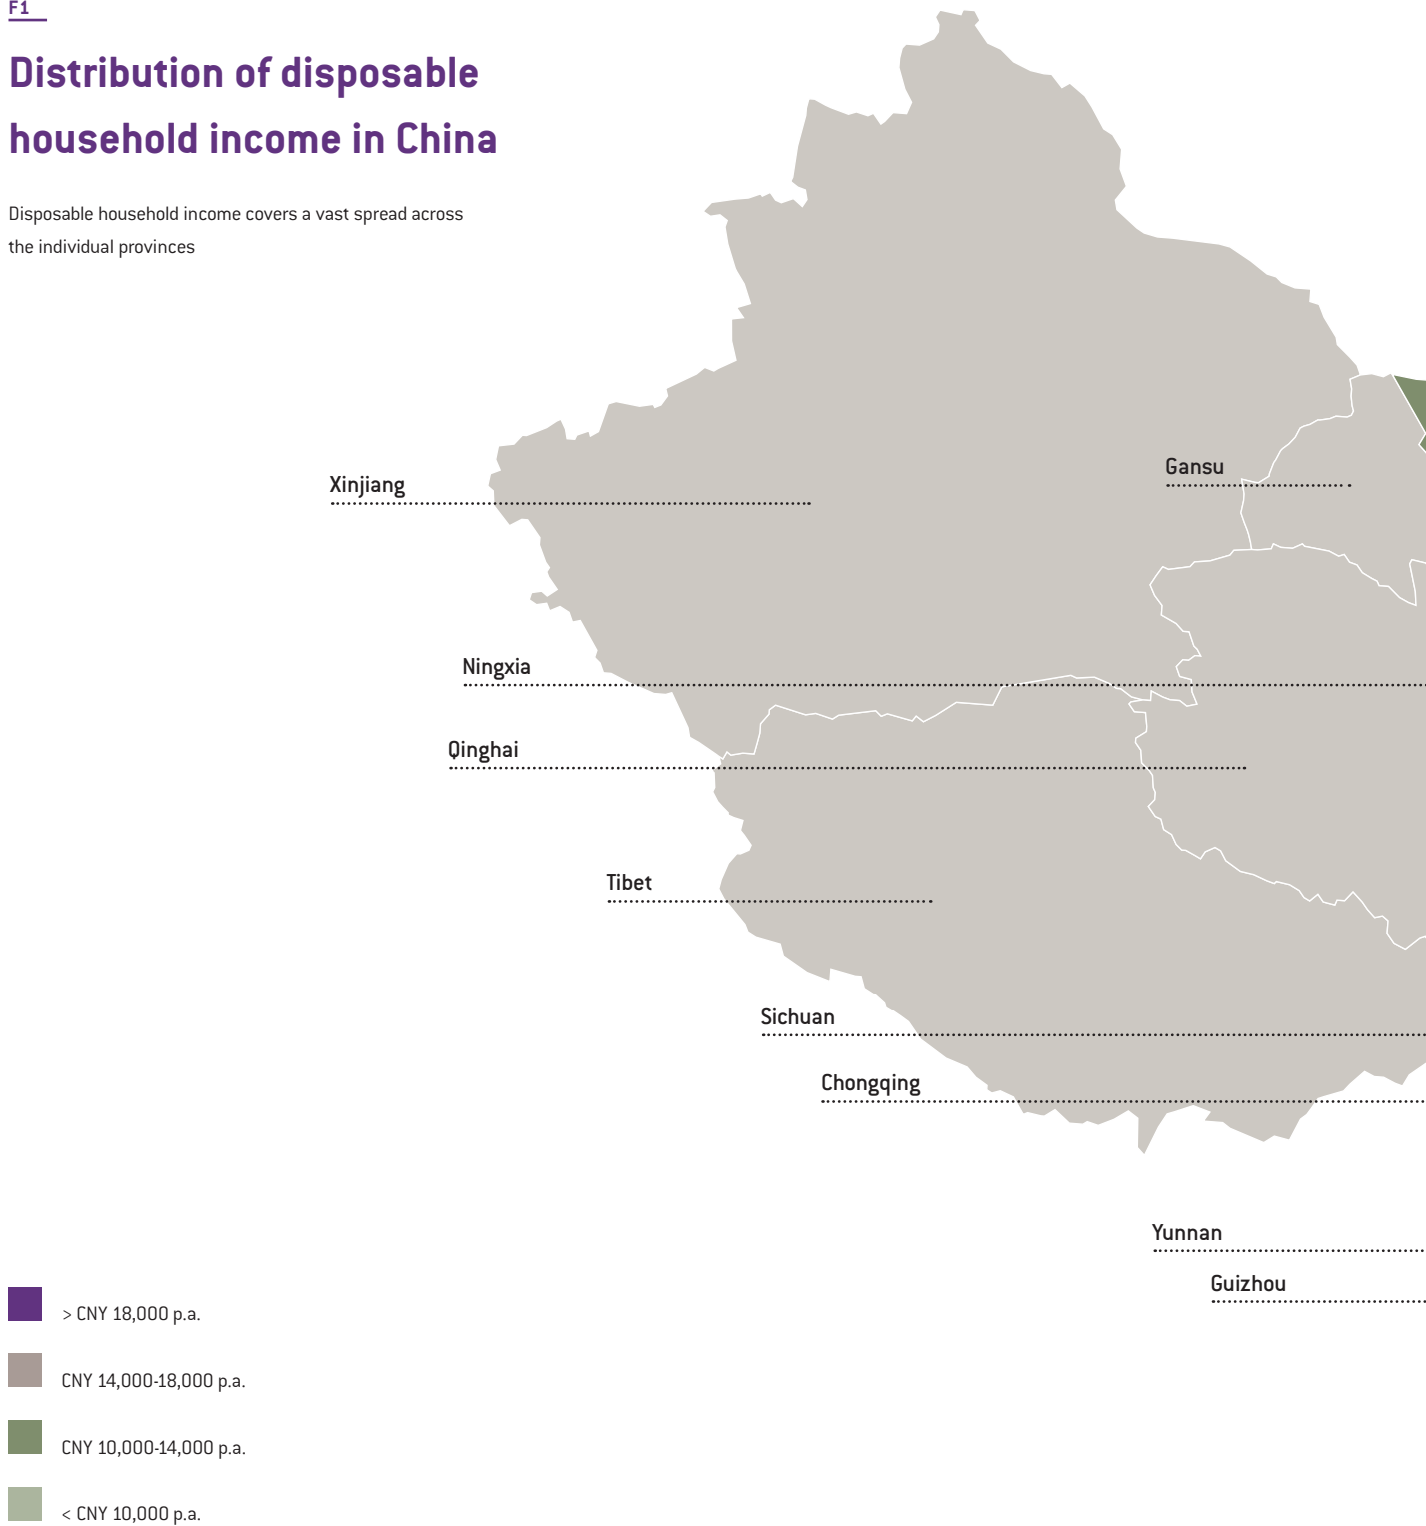 F1
Distribution of disposable
household income in China
Disposable household income covers a vast spread across
the individual provinces
Gansu
Xinjiang
Ningxia
Qinghai
Tibet
Sichuan
Chongqing
Yunnan
Guizhou
> CNY 18,000 p.a.
CNY 14,000-18,000 p.a.
CNY 10,000-14,000 p.a.
< CNY 10,000 p.a.